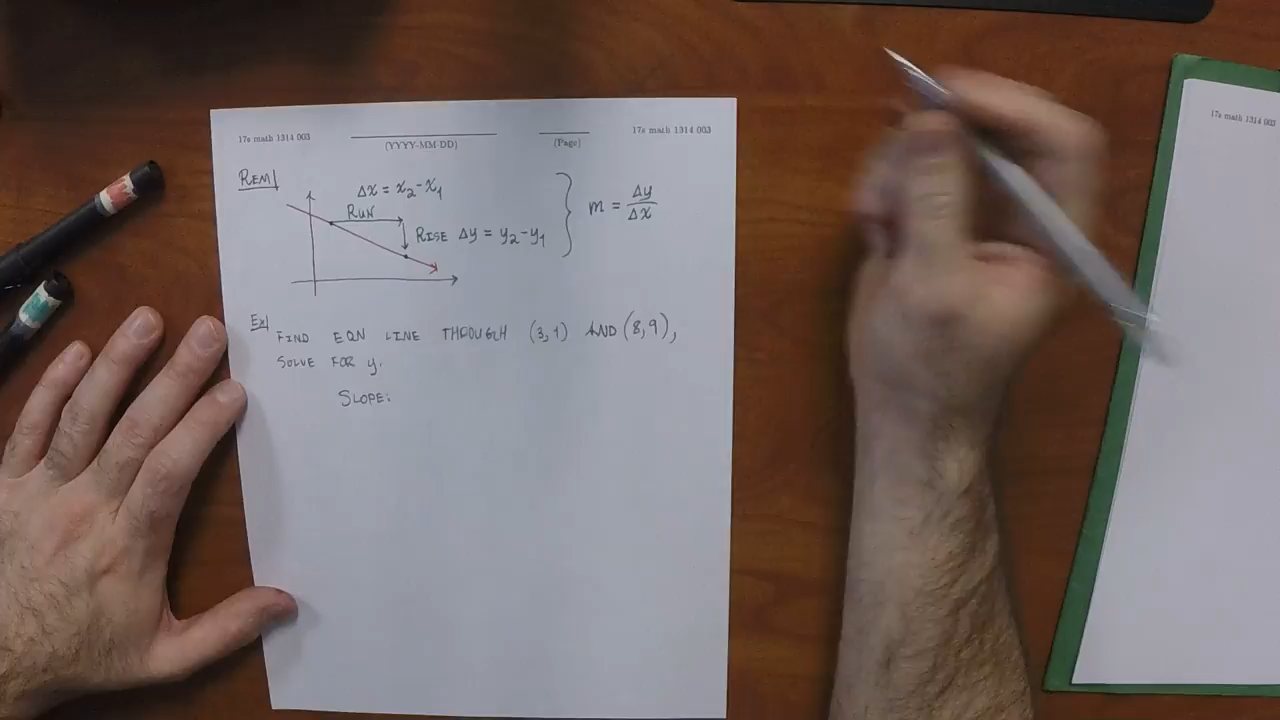 17s math 1314 003 (YYYY-MM-DD) (Page) 17s math 1314 003
REM
Δx = x₂-x₁
RUN
RISE Δy = y₂-y₁
m = Δy/Δx
Ex
FIND EQN LINE THROUGH (3,1) AND (8,9),
SOLVE FOR y.
SLOPE:
17s math 1314 003